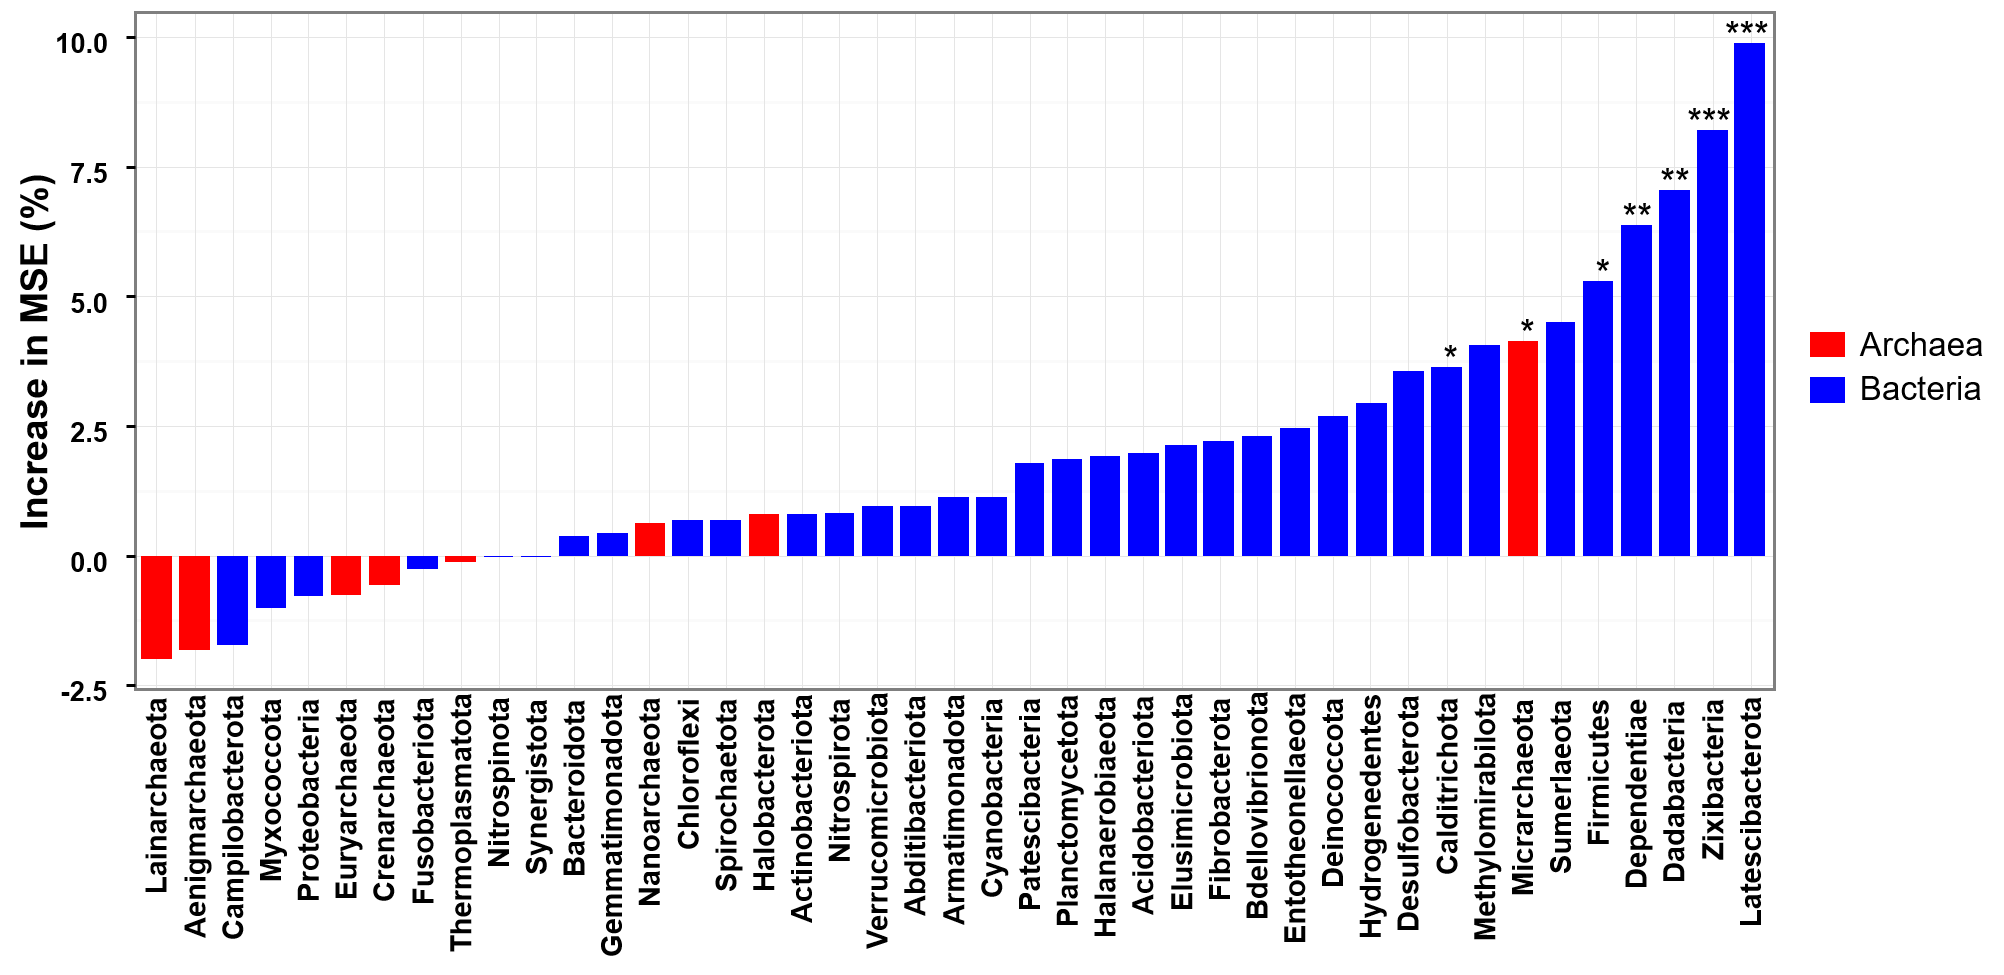 Increase in MSE (%)
10.0
7.5
5.0
2.5
0.0
-2.5
*
*
*
**
**
***
***
Lainarchaeota
Aenigmarchaeota
Campilobacterota
Myxococcota
Proteobacteria
Euryarchaeota
Crenarchaeota
Fusobacteriota
Thermoplasmatota
Nitrospinota
Synergistota
Bacteroidota
Gemmatimonadota
Nanoarchaeota
Chloroflexi
Spirochaetota
Halobacterota
Actinobacteriota
Nitrospirota
Verrucomicrobiota
Abditibacteriota
Armatimonadota
Cyanobacteria
Patescibacteria
Planctomycetota
Halanaerobiaeota
Acidobacteriota
Elusimicrobiota
Fibrobacterota
Bdellovibrionota
Entotheonellaeota
Deinococcota
Hydrogenedentes
Desulfobacterota
Calditrichota
Methylomirabilota
Micrarchaeota
Sumerlaeota
Firmicutes
Dependentiae
Dadabacteria
Zixibacteria
Latescibacterota
Archaea
Bacteria